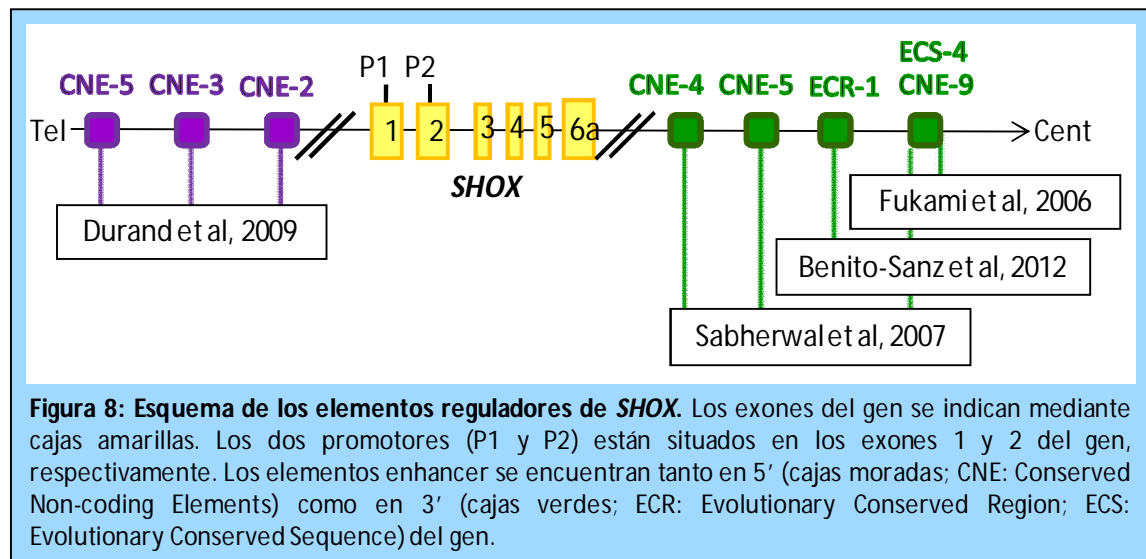 ECS-4
CNE-5 CNE-3 CNE-2 P1 P2 CNE-4 CNE-5 ECR-1 CNE-9
Tel 1 2 3 4 5 6a Cent
SHOX
Fukami et al, 2006
Durand et al, 2009
Benito-Sanz et al, 2012
Sabherwal et al, 2007
Figura 8: Esquema de los elementos reguladores de SHOX. Los exones del gen se indican mediante
cajas amarillas. Los dos promotores (P1 y P2) están situados en los exones 1 y 2 del gen,
respectivamente. Los elementos enhancer se encuentran tanto en 5’ (cajas moradas; CNE: Conserved
Non-coding Elements) como en 3’ (cajas verdes; ECR: Evolutionary Conserved Region; ECS:
Evolutionary Conserved Sequence) del gen.